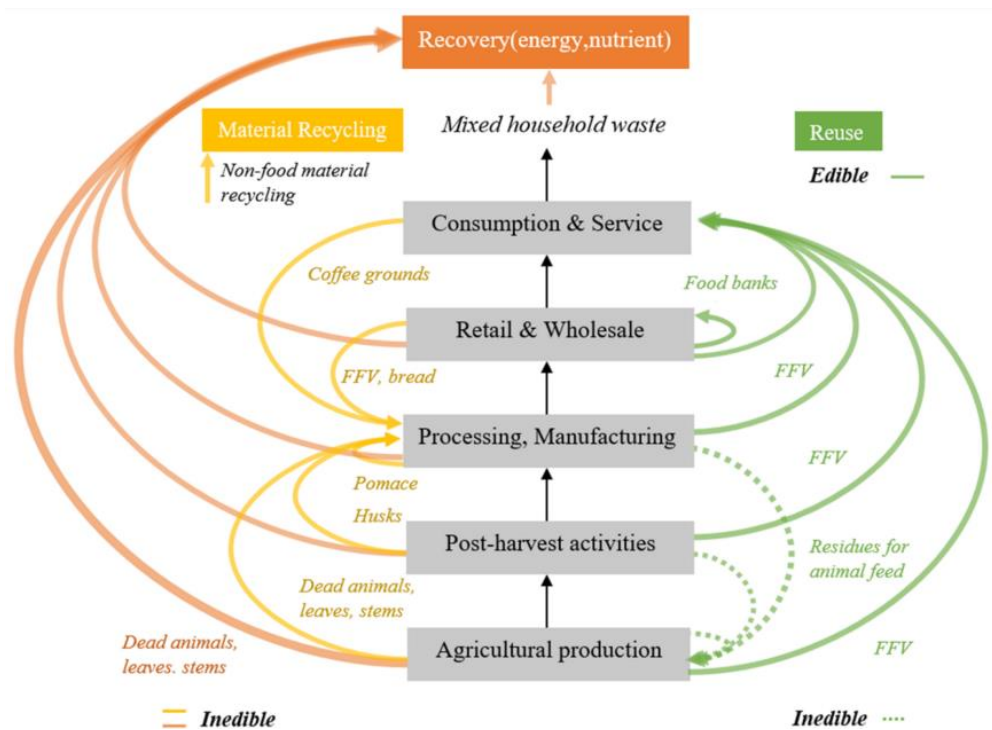 Recovery(energy,nutrient)
Material Recycling
Mixed household waste
Reuse
Non-food material
recycling
Edible
Consumption & Service
Coffee grounds
Food banks
Retail & Wholesale
FFV, bread
FFV
Processing, Manufacturing
FFV
Pomace
Husks
Post-harvest activities
Residues for
animal feed
Dead animals,
leaves, stems
Agricultural production
Dead animals,
leaves. stems
FFV
Inedible
Inedible